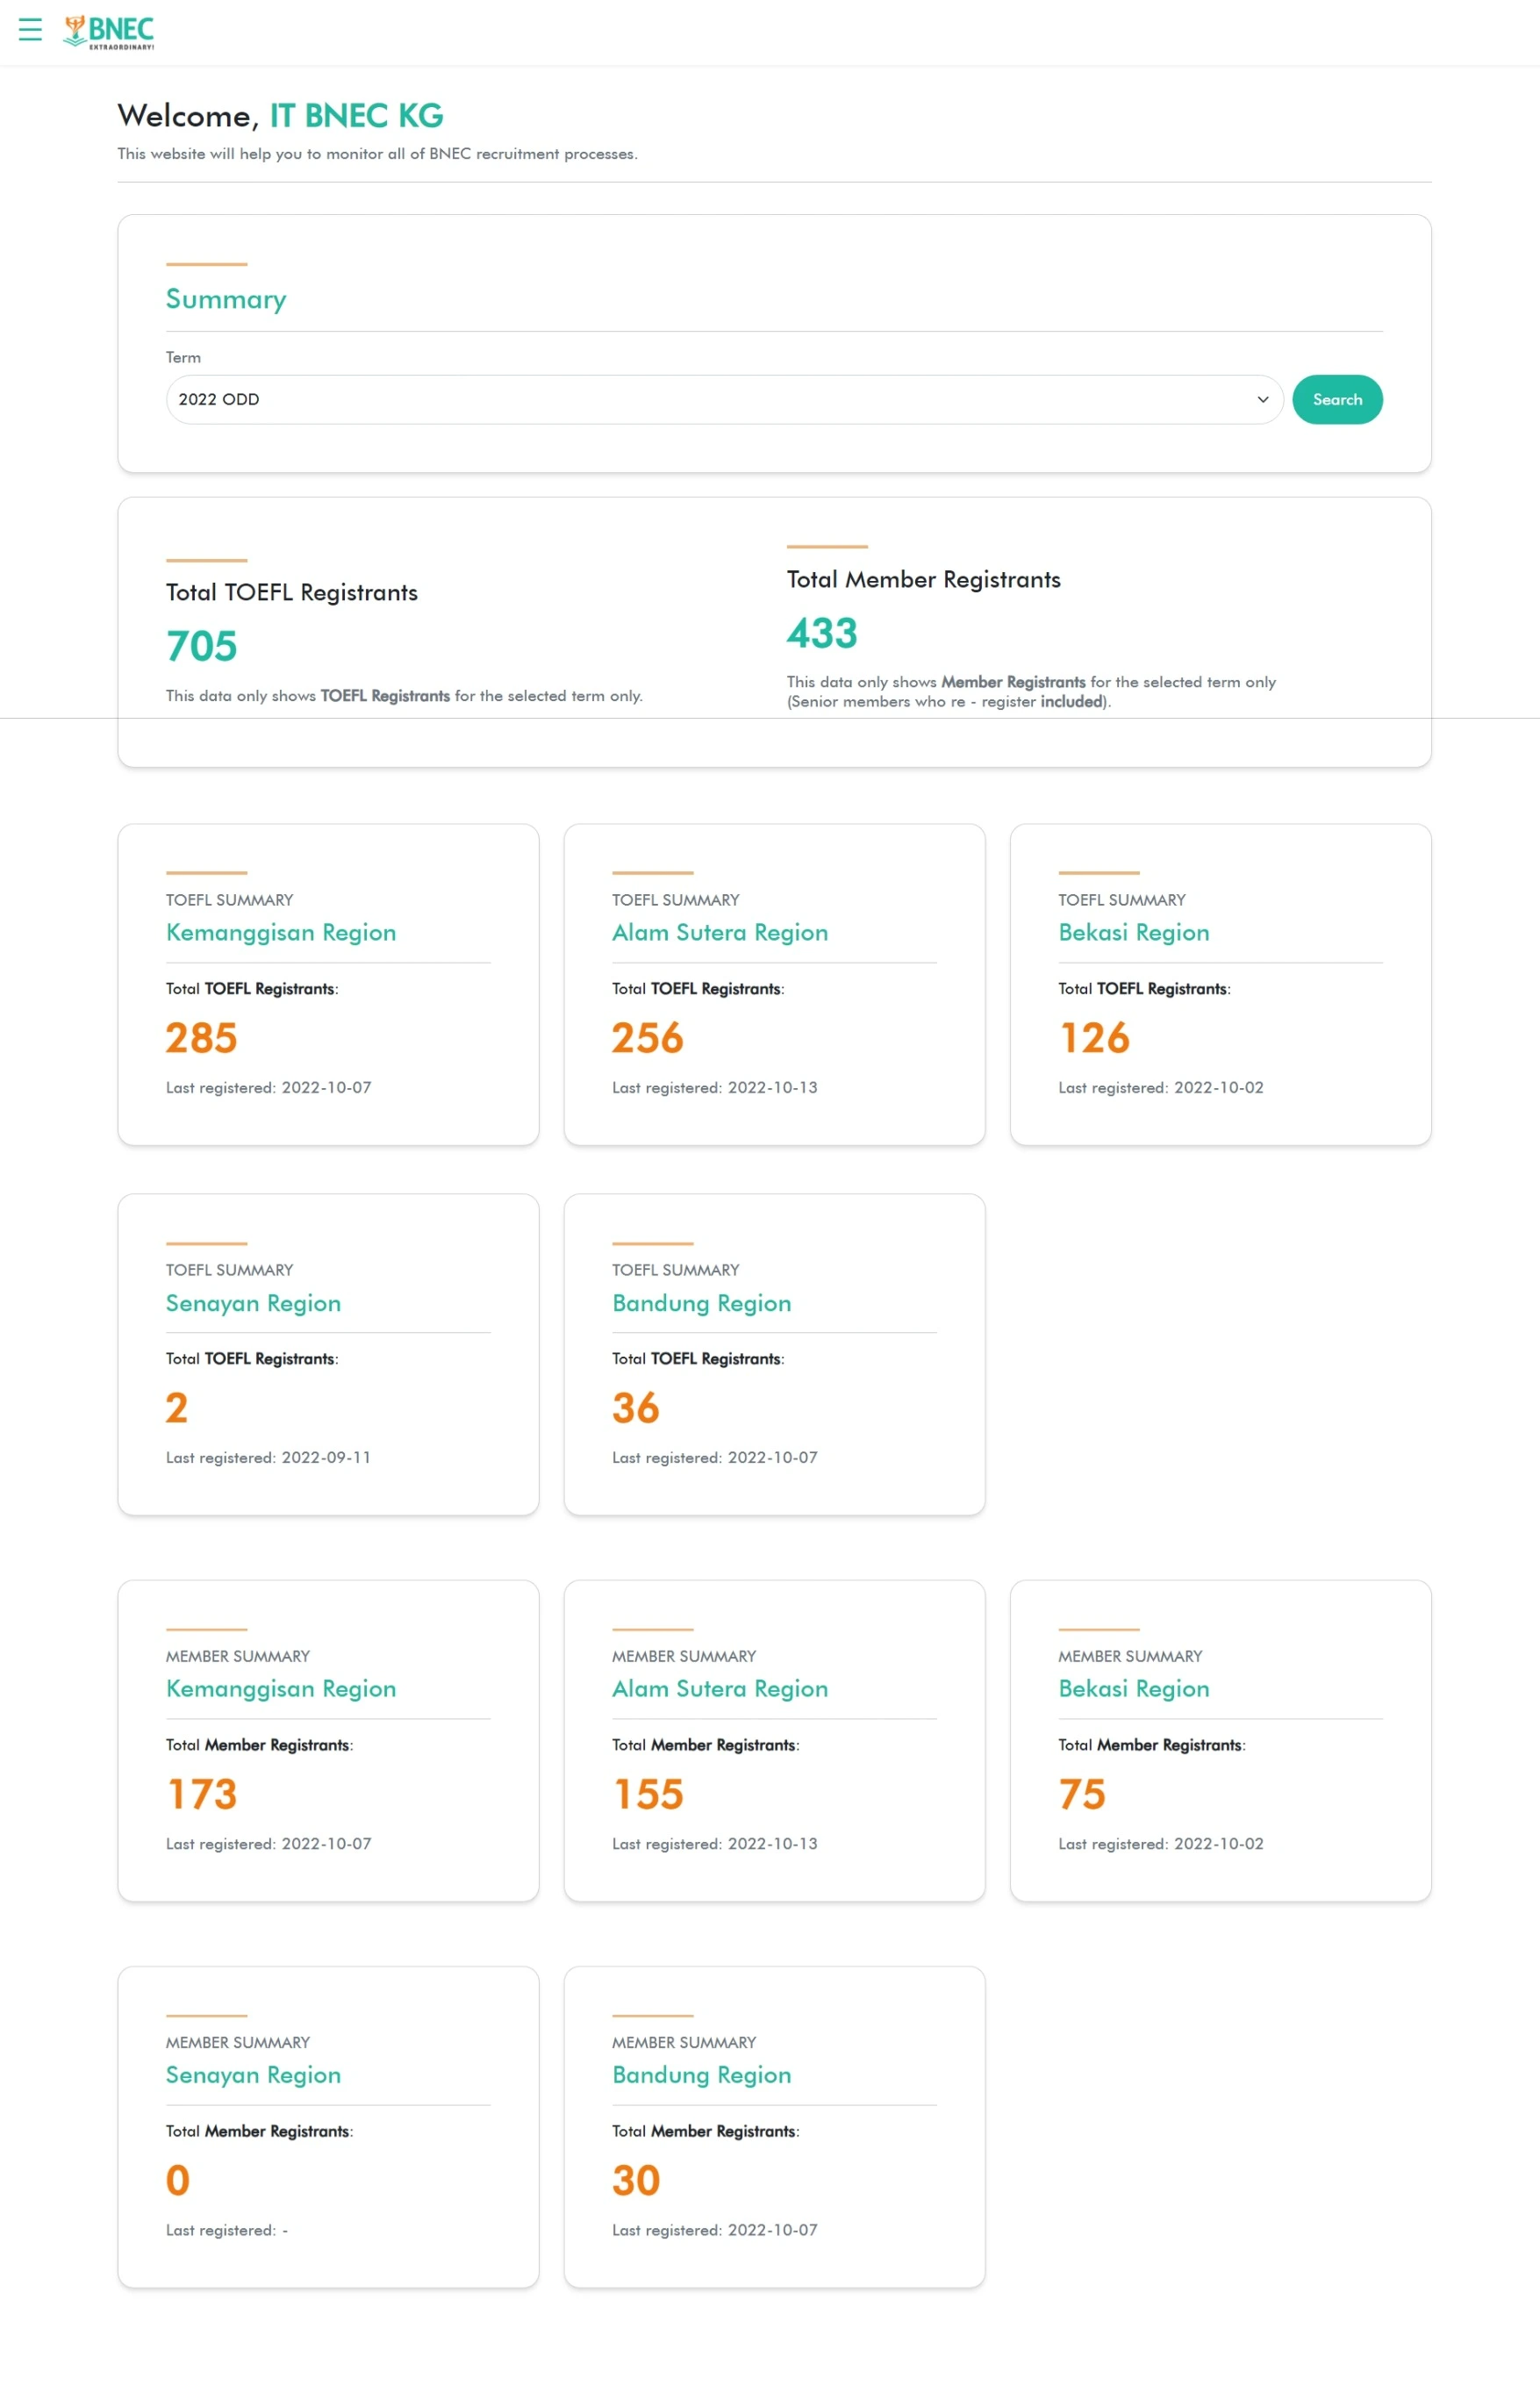 BNEC
EXTRAORDINARY!
Welcome, IT BNEC KG
This website will help you to monitor all of BNEC recruitment processes.
Summary
Term
2022 ODD
Search
Total TOEFL Registrants
705
This data only shows TOEFL Registrants for the selected term only.
Total Member Registrants
433
This data only shows Member Registrants for the selected term only
(Senior members who re - register included).
TOEFL SUMMARY
Kemanggisan Region
Total TOEFL Registrants:
285
Last registered: 2022-10-07
TOEFL SUMMARY
Alam Sutera Region
Total TOEFL Registrants:
256
Last registered: 2022-10-13
TOEFL SUMMARY
Bekasi Region
Total TOEFL Registrants:
126
Last registered: 2022-10-02
TOEFL SUMMARY
Senayan Region
Total TOEFL Registrants:
2
Last registered: 2022-09-11
TOEFL SUMMARY
Bandung Region
Total TOEFL Registrants:
36
Last registered: 2022-10-07
MEMBER SUMMARY
Kemanggisan Region
Total Member Registrants:
173
Last registered: 2022-10-07
MEMBER SUMMARY
Alam Sutera Region
Total Member Registrants:
155
Last registered: 2022-10-13
MEMBER SUMMARY
Bekasi Region
Total Member Registrants:
75
Last registered: 2022-10-02
MEMBER SUMMARY
Senayan Region
Total Member Registrants:
0
Last registered: -
MEMBER SUMMARY
Bandung Region
Total Member Registrants:
30
Last registered: 2022-10-07